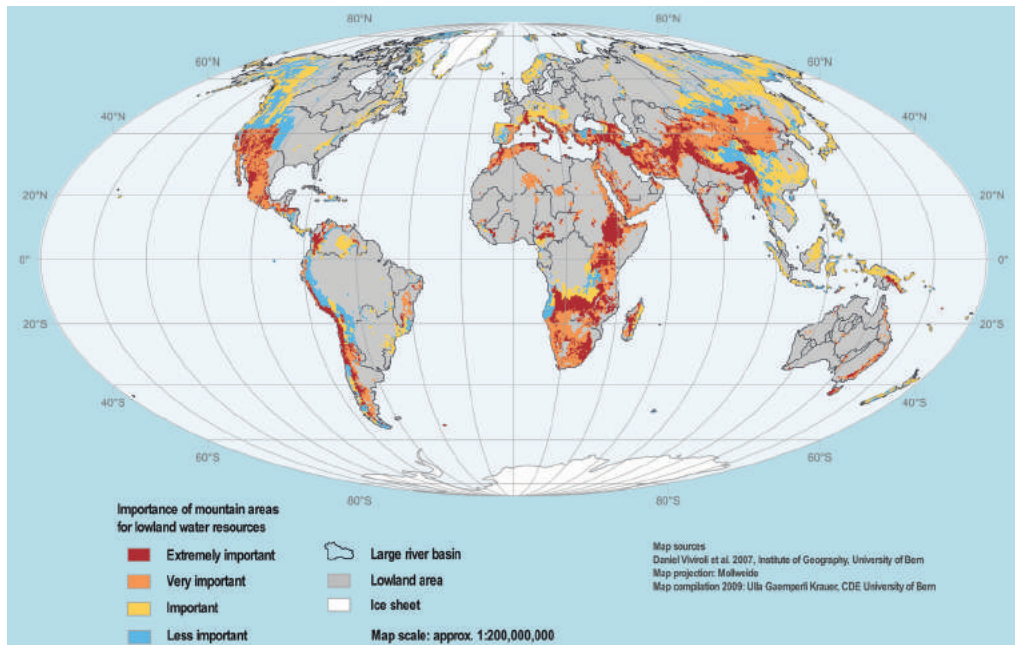 80°N
80°N
60°N
60°N
40°N
40°N
20°N
20°N
0°
0°
20°S
20°S
40°S
40°S
60°S
60°S
80°S
80°S
Importance of mountain areas
for lowland water resources
Extremely important
Very important
Important
Less important
Large river basin
Lowland area
Ice sheet
Map scale: approx. 1:200,000,000
Map sources
Daniel Viviroli et al. 2007, Institute of Geography, University of Bern
Map projection: Mollweide
Map compilation 2009: Ulla Gaemperli Krauer, CDE University of Bern